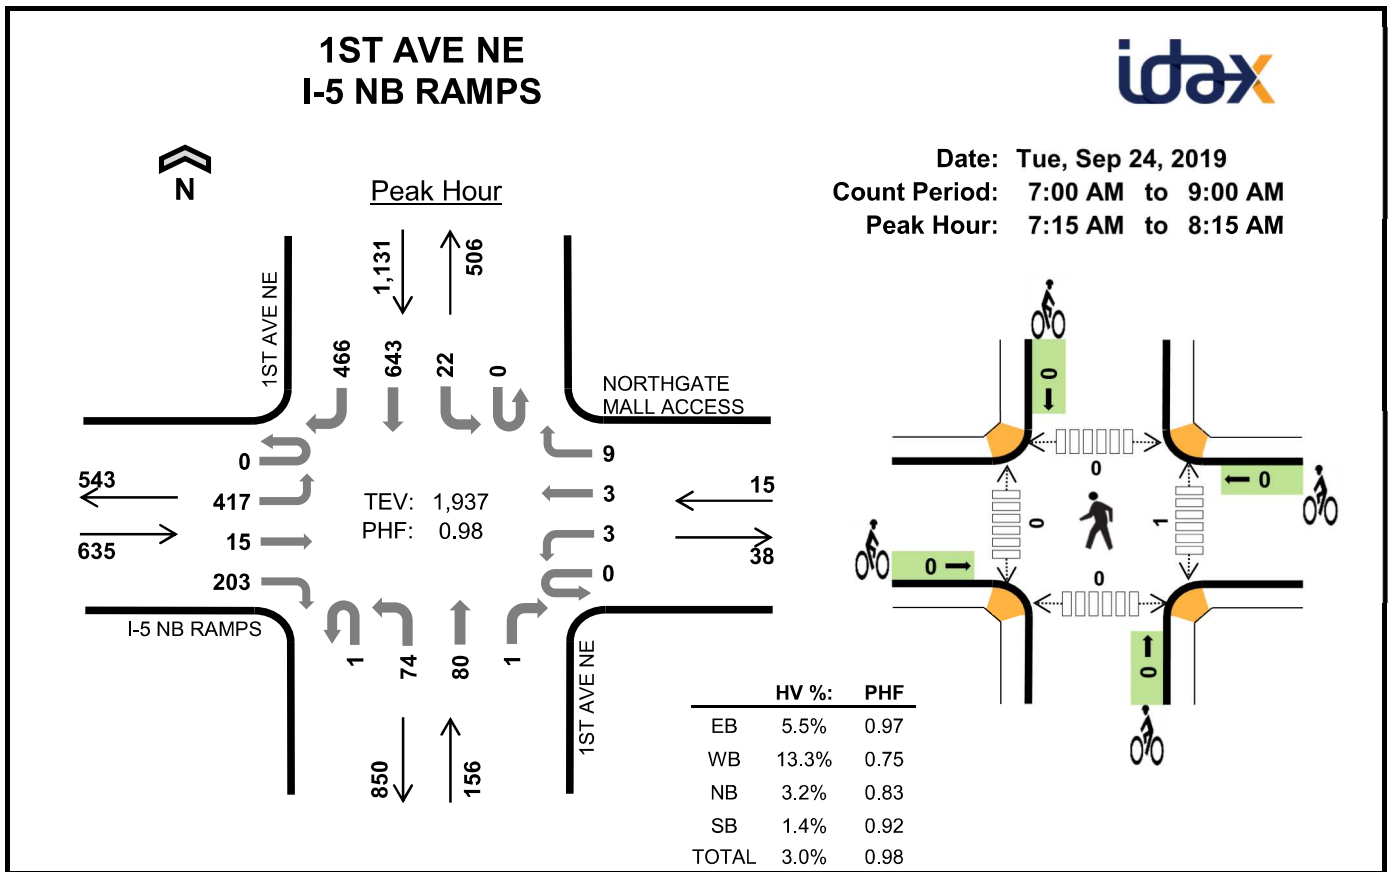 1ST AVE NE
I-5 NB RAMPS
idax
Date: Tue, Sep 24, 2019
Count Period: 7:00 AM to 9:00 AM
Peak Hour: 7:15 AM to 8:15 AM
N
Peak Hour
1,131
506
1ST AVE NE
466
643
22
0
NORTHGATE
MALL ACCESS
0
417
15
203
543
635
TEV: 1,937
PHF: 0.98
9
3
3
0
15
38
I-5 NB RAMPS
1
74
80
1
1ST AVE NE
850
156
0
0
0
0
1
0
0
0
HV %: PHF
EB 5.5% 0.97
WB 13.3% 0.75
NB 3.2% 0.83
SB 1.4% 0.92
TOTAL 3.0% 0.98